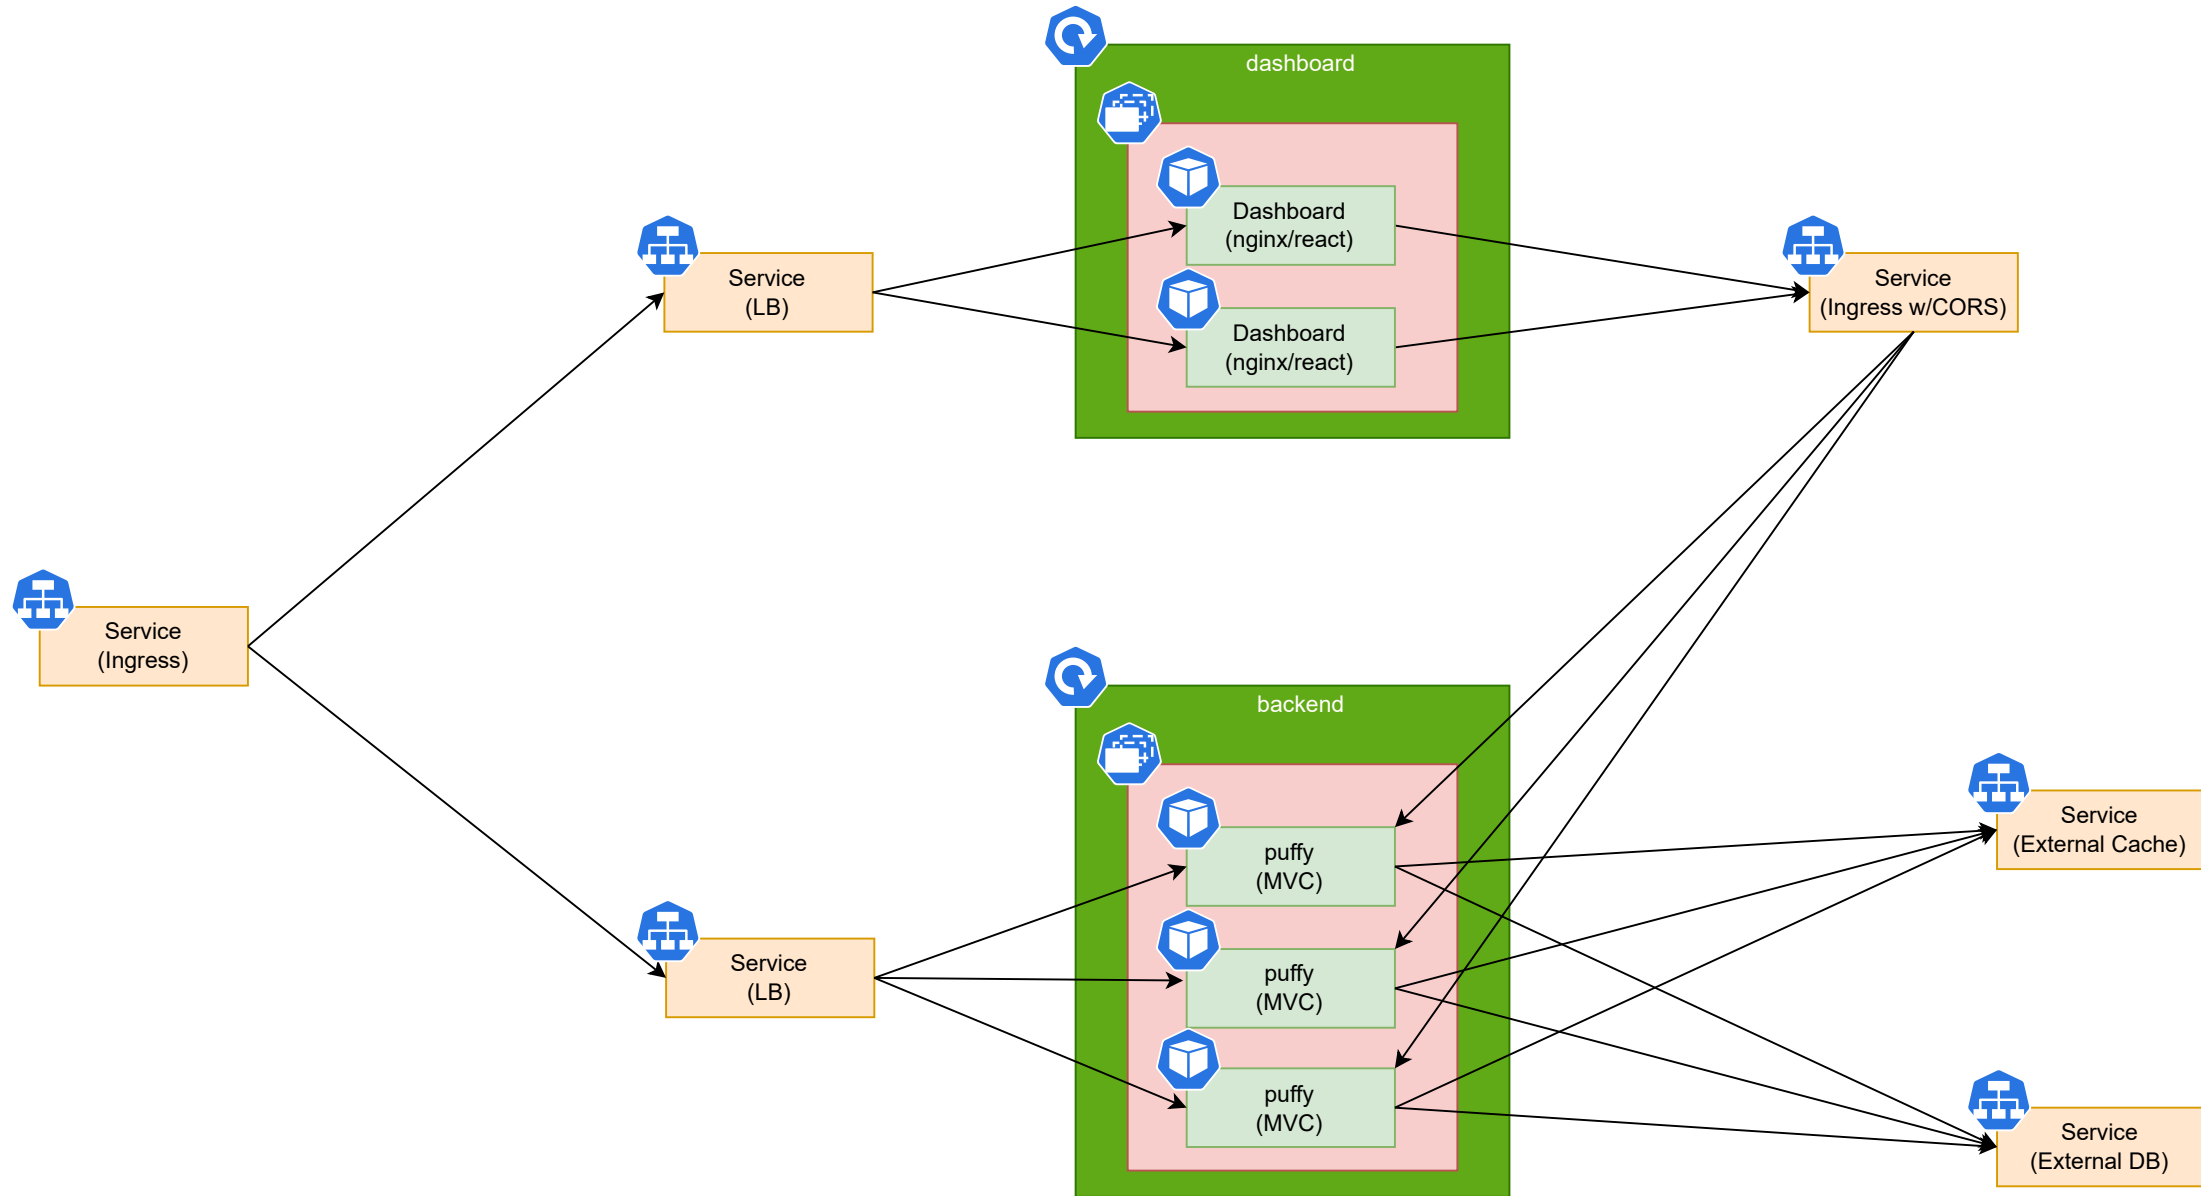 dashboard
Dashboard
(nginx/react)
Dashboard
(nginx/react)
Service
(LB)
Service
(Ingress w/CORS)
Service
(Ingress)
backend
puffy
(MVC)
puffy
(MVC)
puffy
(MVC)
Service
(LB)
Service
(External Cache)
Service
(External DB)